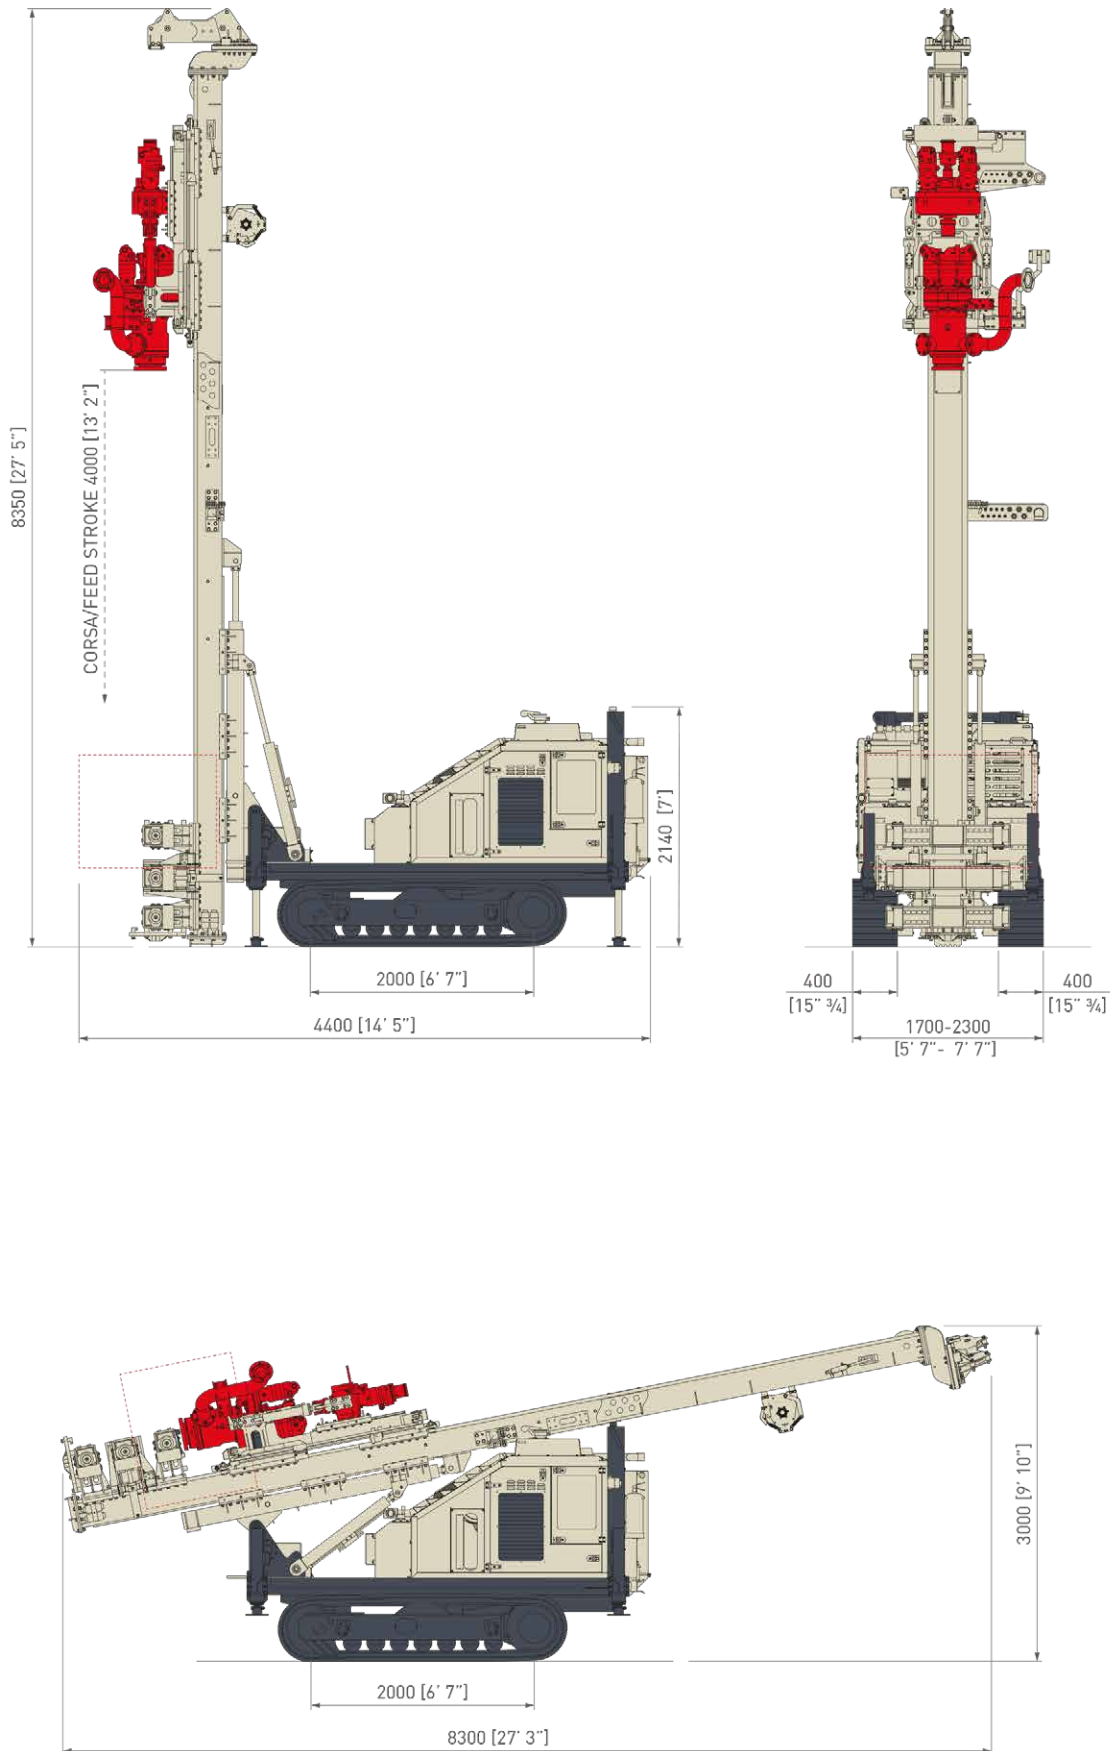 8350 [27' 5"]
CORSA/FEED STROKE 4000 [13' 2"]
2140 [7']
2000 [6' 7"]
4400 [14' 5"]
400
[15" ¾]
400
[15" ¾]
1700-2300
[5' 7"- 7' 7"]
3000 [9' 10"]
2000 [6' 7"]
8300 [27' 3"]